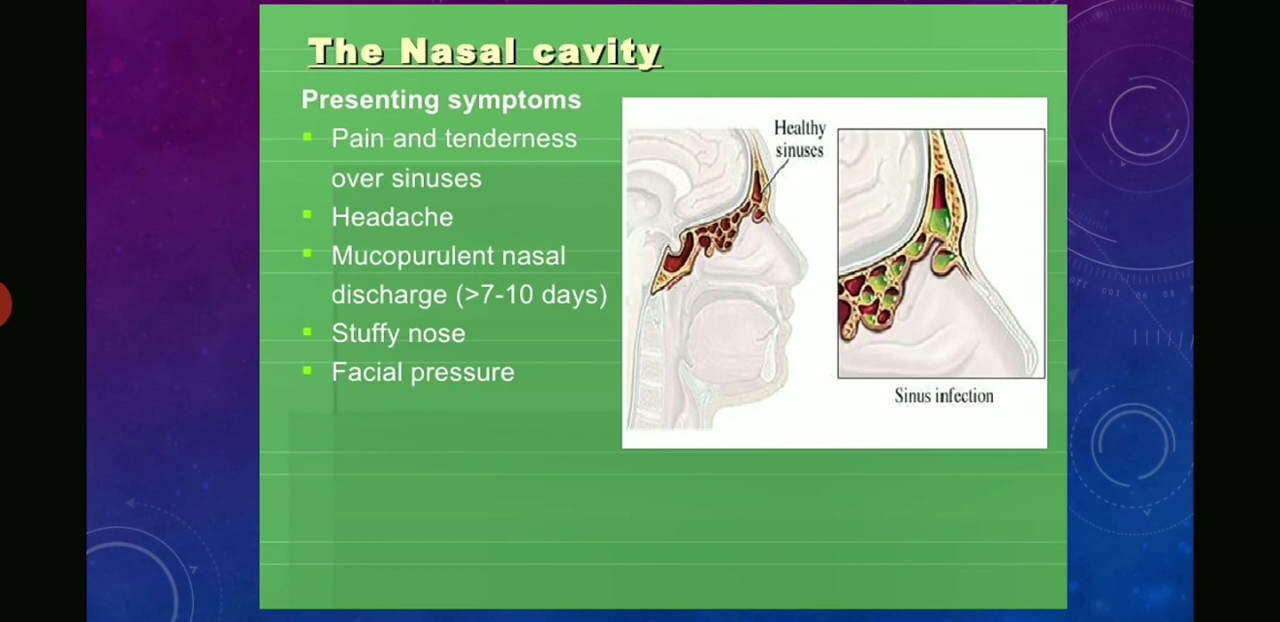 The Nasal cavity
Presenting symptoms
Pain and tenderness
over sinuses
Headache
Mucopurulent nasal
discharge (>7-10 days)
Stuffy nose
Facial pressure
Healthy
sinuses
Sinus infection